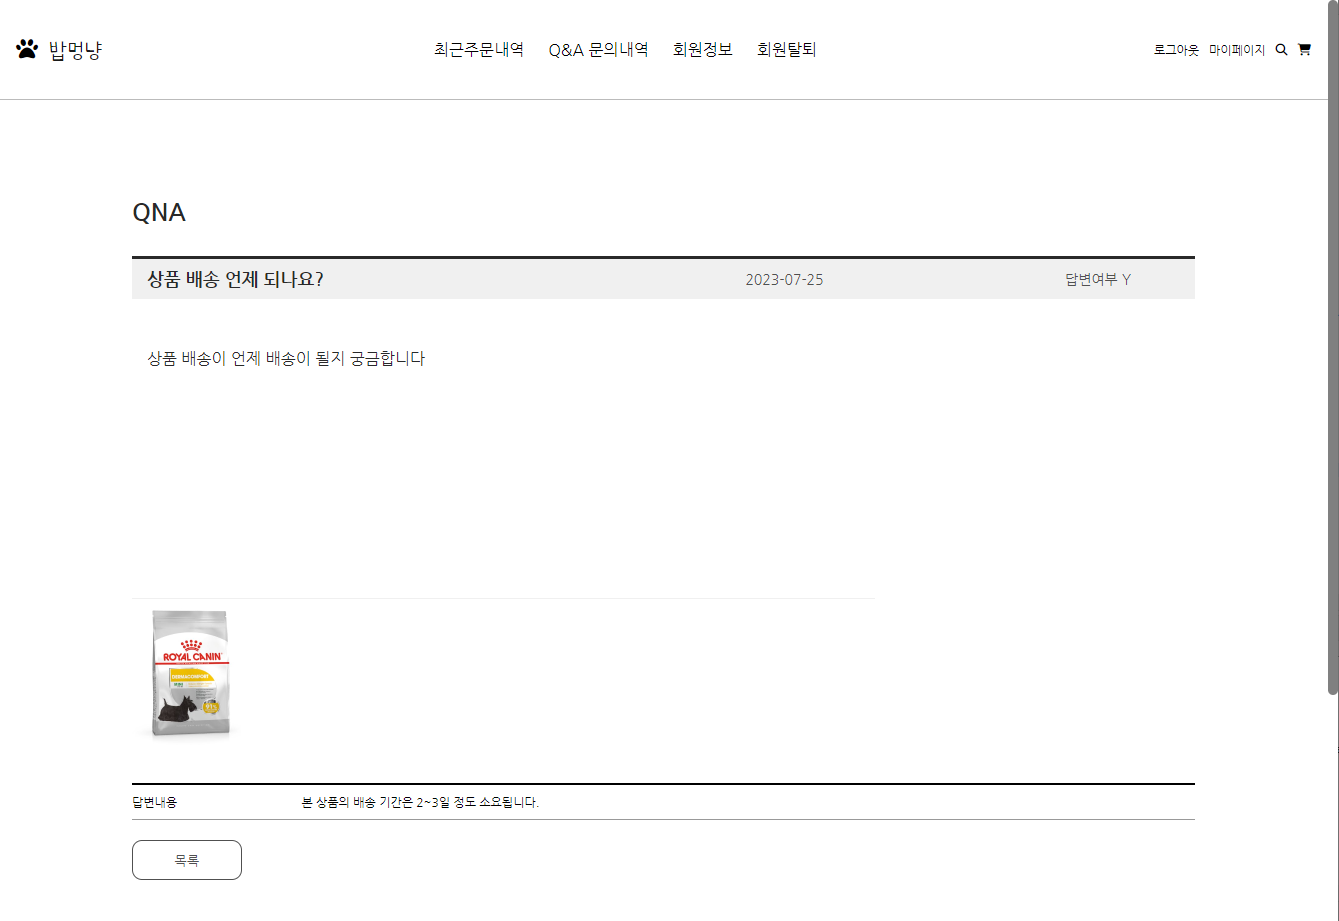 밥멍냥 최근주문내역 Q&A 문의내역 회원정보 회원탈퇴 로그아웃 마이페이지
QNA
상품 배송 언제 되나요? 2023-07-25 답변여부 Y
상품 배송이 언제 배송이 될지 궁금합니다
ROYAL CANIN
DERMACOMFORT
MINI
답변내용 본 상품의 배송 기간은 2~3일 정도 소요됩니다.
목록